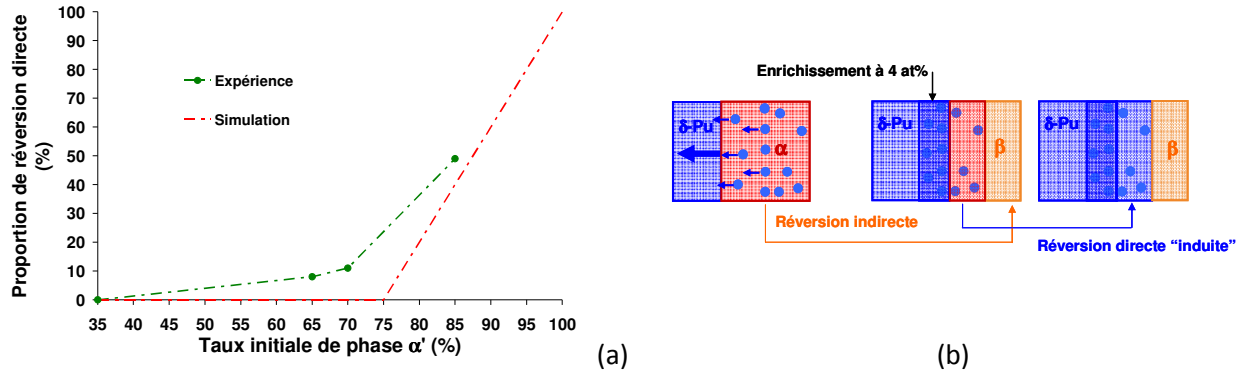 Proportion de réversion directe
(%)
100
90
80
70
60
50
40
30
20
10
0
Expérience
Simulation
35 40 45 50 55 60 65 70 75 80 85 90 95 100
Taux initiale de phase α' (%)
(a)
Enrichissement à 4 at%
δ-Pu
α
δ-Pu
β
δ-Pu
β
Réversion indirecte
Réversion directe “induite”
(b)